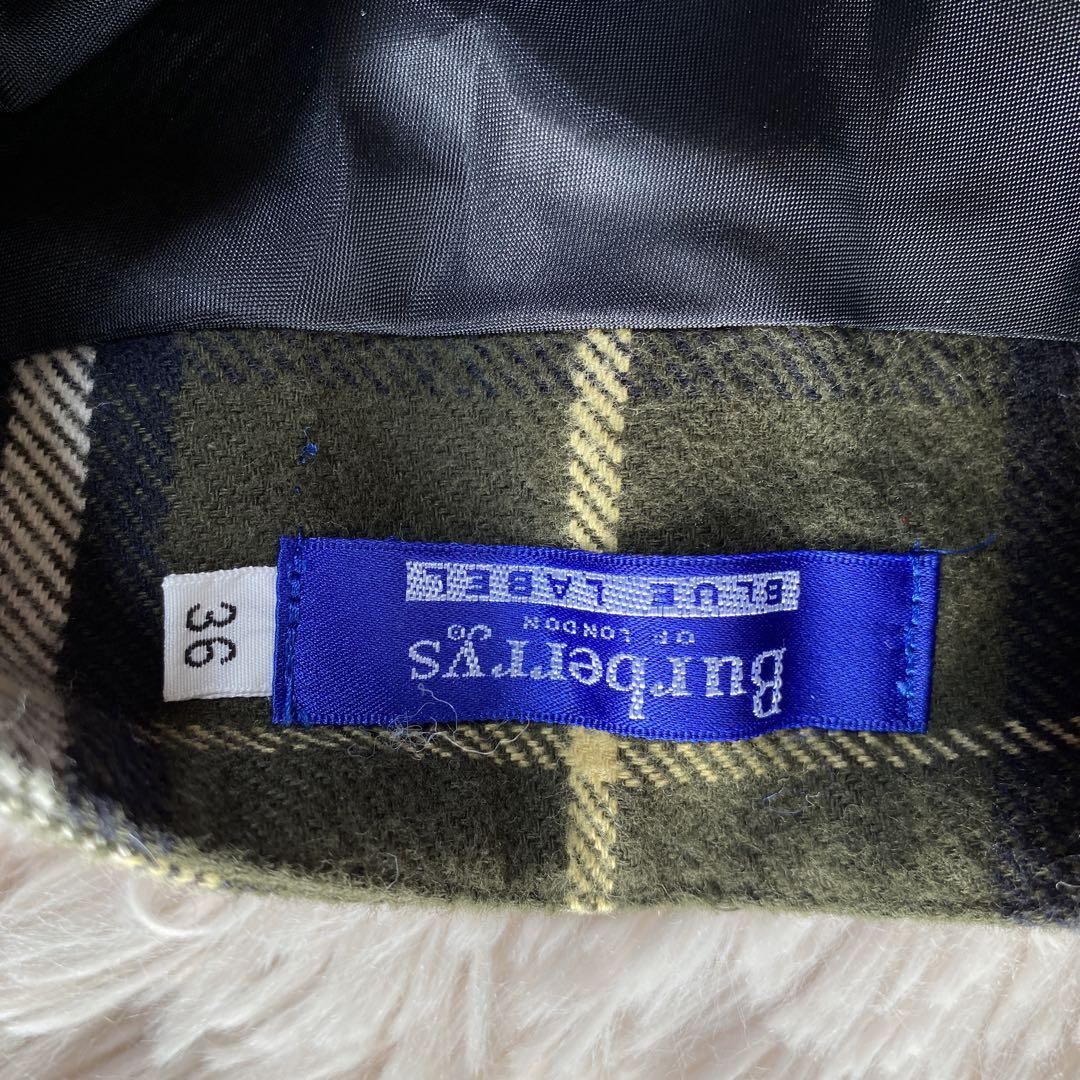 Burberrys
OF LONDON
BLUE LABEL
36